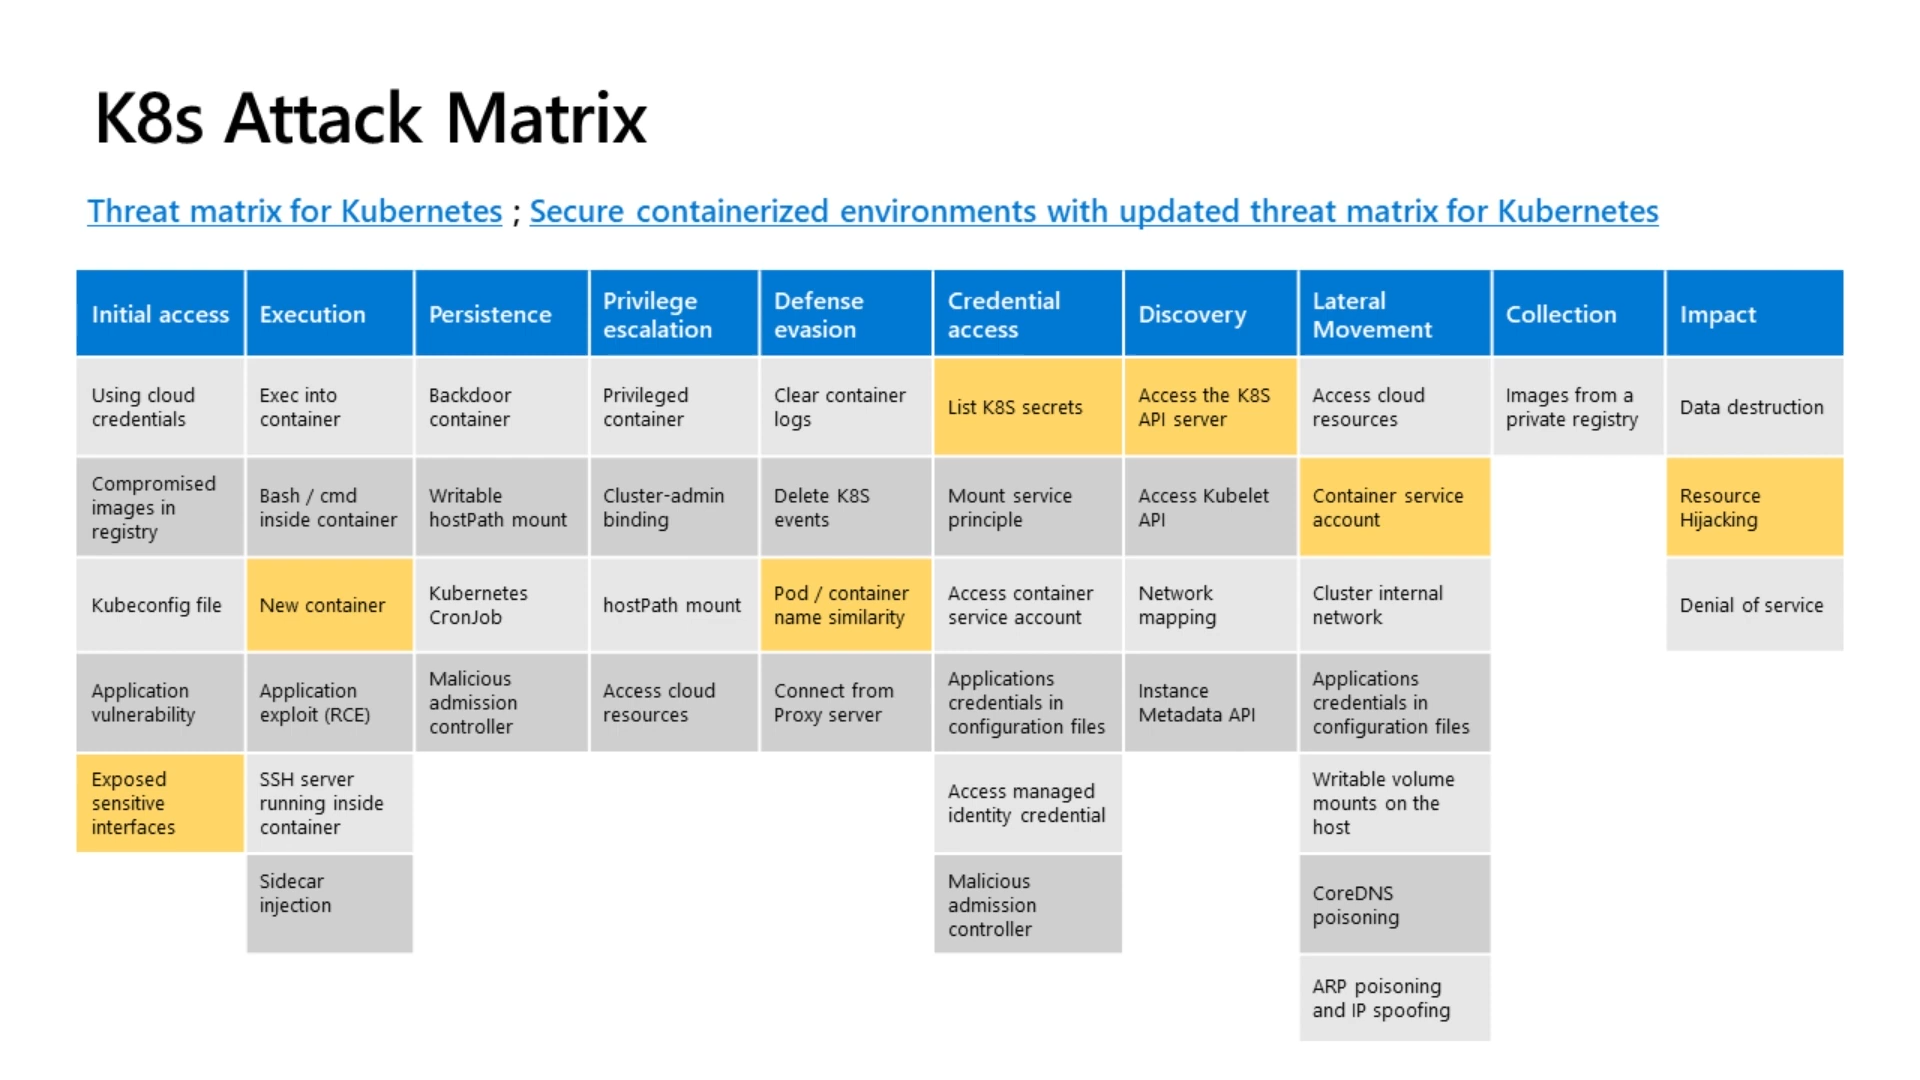 K8s Attack Matrix
Threat matrix for Kubernetes ; Secure containerized environments with updated threat matrix for Kubernetes
Initial access
Execution
Persistence
Privilege
escalation
Defense
evasion
Credential
access
Discovery
Lateral
Movement
Collection
Impact
Using cloud
credentials
Exec into
container
Backdoor
container
Privileged
container
Clear container
logs
List K8S secrets
Access the K8S
API server
Access cloud
resources
Images from a
private registry
Data destruction
Compromised
images in
registry
Bash / cmd
inside container
Writable
hostPath mount
Cluster-admin
binding
Delete K8S
events
Mount service
principle
Access Kubelet
API
Container service
account
Resource
Hijacking
Kubeconfig file
New container
Kubernetes
CronJob
hostPath mount
Pod / container
name similarity
Access container
service account
Network
mapping
Cluster internal
network
Denial of service
Application
vulnerability
Application
exploit (RCE)
Malicious
admission
controller
Access cloud
resources
Connect from
Proxy server
Applications
credentials in
configuration files
Instance
Metadata API
Applications
credentials in
configuration files
Exposed
sensitive
interfaces
SSH server
running inside
container
Access managed
identity credential
Writable volume
mounts on the
host
Sidecar
injection
Malicious
admission
controller
CoreDNS
poisoning
ARP poisoning
and IP spoofing